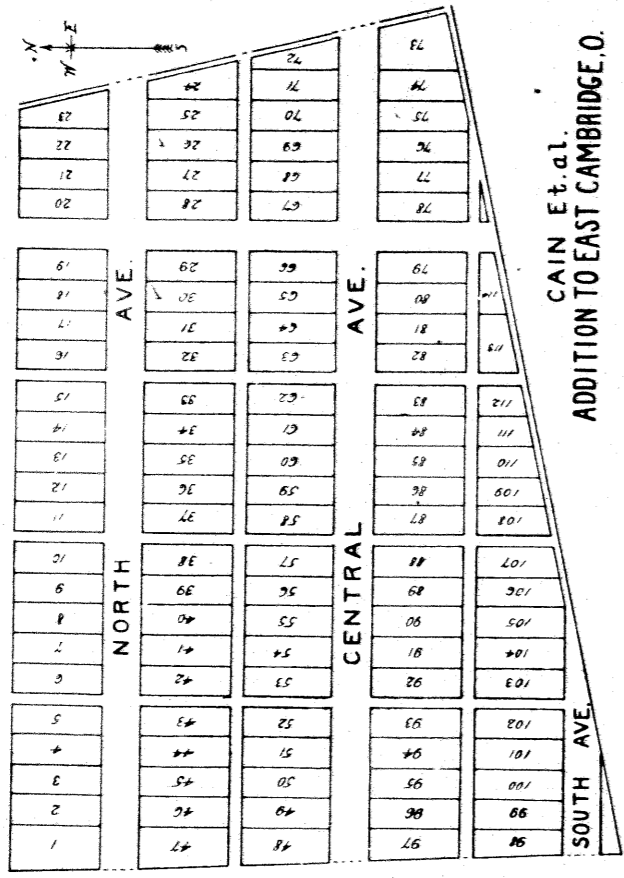 N
W E
S
1 2 3 4 5 6 7 8 9 10 11 12 13 14 15 16 17 18 19 20 21 22 23
NORTH AVE.
47 46 45 44 43 42 41 40 39 38 37 36 35 34 33 32 31 30 29 28 27 26 25 24
48 49 50 51 52 53 54 55 56 57 58 59 60 61 62 63 64 65 66 67 68 69 70 71 72
CENTRAL AVE.
97 96 95 94 93 92 91 90 89 88 87 86 85 84 83 82 81 80 79 78 77 76 75 74 73
98 99 100 101 102 103 104 105 106 107 108 109 110 111 112 113 114
SOUTH AVE.
CAIN Et.al.
ADDITION TO EAST CAMBRIDGE, O.